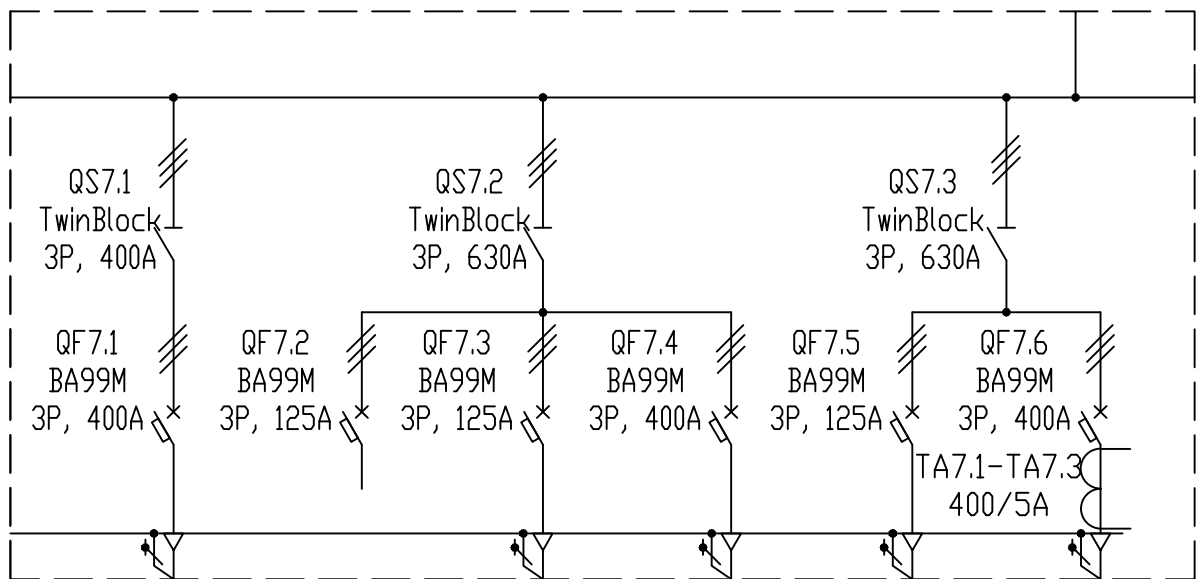 QS7.1
TwinBlock
3P, 400A
QS7.2
TwinBlock
3P, 630A
QS7.3
TwinBlock
3P, 630A
QF7.1
BA99M
3P, 400A
QF7.2
BA99M
3P, 125A
QF7.3
BA99M
3P, 125A
QF7.4
BA99M
3P, 400A
QF7.5
BA99M
3P, 125A
QF7.6
BA99M
3P, 400A
TA7.1-TA7.3
400/5A